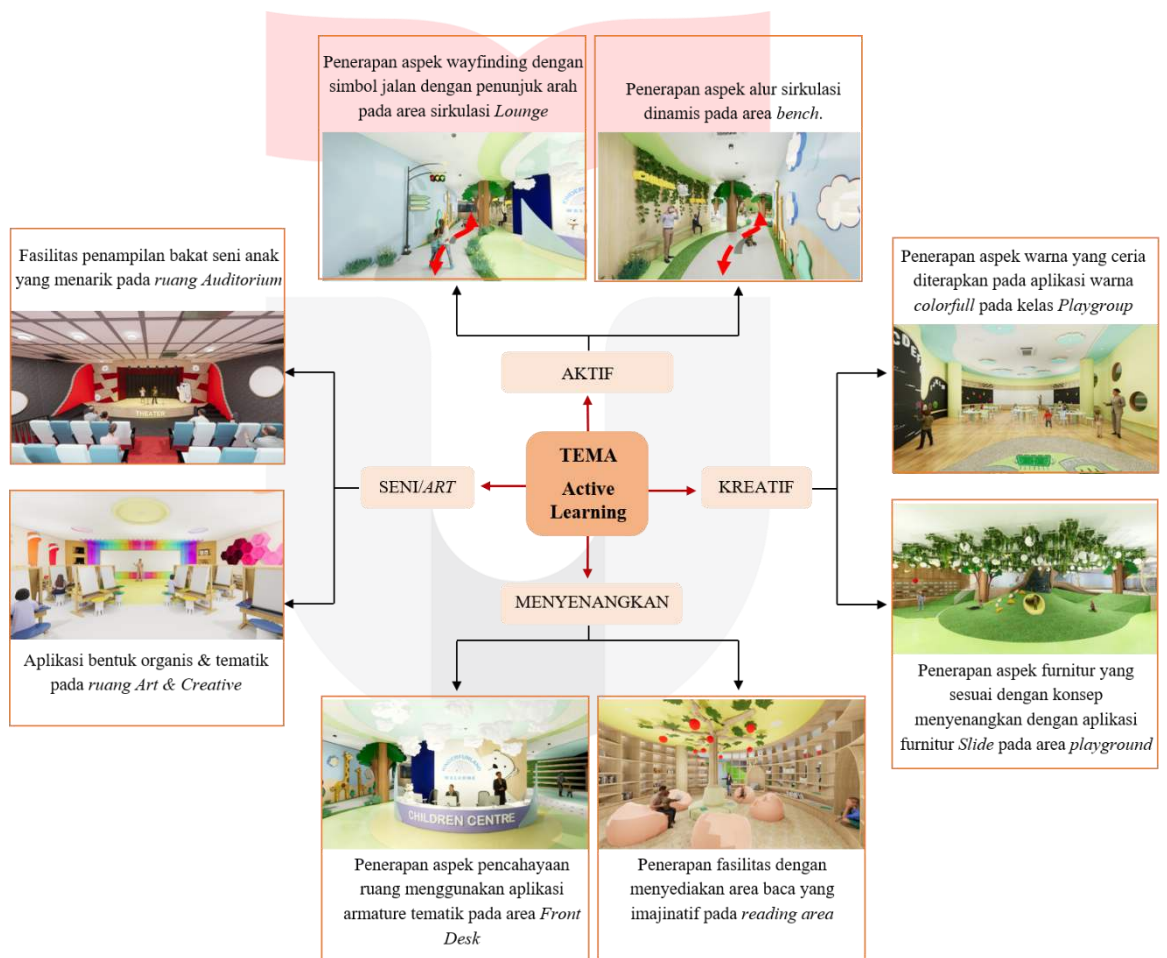 Penerapan aspek wayfinding dengan
simbol jalan dengan penunjuk arah
pada area sirkulasi Lounge
Penerapan aspek alur sirkulasi
dinamis pada area bench.
Fasilitas penampilan bakat seni anak
yang menarik pada ruang Auditorium
THEATER
Penerapan aspek warna yang ceria
diterapkan pada aplikasi warna
colorfull pada kelas Playgroup
AKTIF
TEMA
Active
Learning
SENI/ART
KREATIF
MENYENANGKAN
Aplikasi bentuk organis & tematik
pada ruang Art & Creative
Penerapan aspek furnitur yang
sesuai dengan konsep
menyenangkan dengan aplikasi
furnitur Slide pada area playground
WELCOME
CHILDREN CENTRE
Penerapan aspek pencahayaan
ruang menggunakan aplikasi
armature tematik pada area Front
Desk
Penerapan fasilitas dengan
menyediakan area baca yang
imajinatif pada reading area